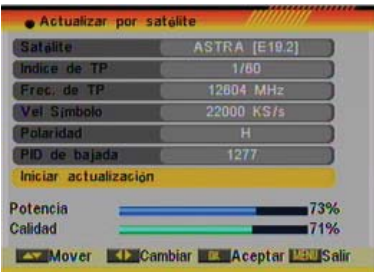 Actualizar por satélite
Satélite ASTRA [E19.2]
Indice de TP 1/60
Frec. de TP 12604 MHz
Vel Símbolo 22000 KS/s
Polaridad H
PID de bajada 1277
Iniciar actualización
Potencia 73%
Calidad 71%
Mover Cambiar OK Aceptar MENU Salir